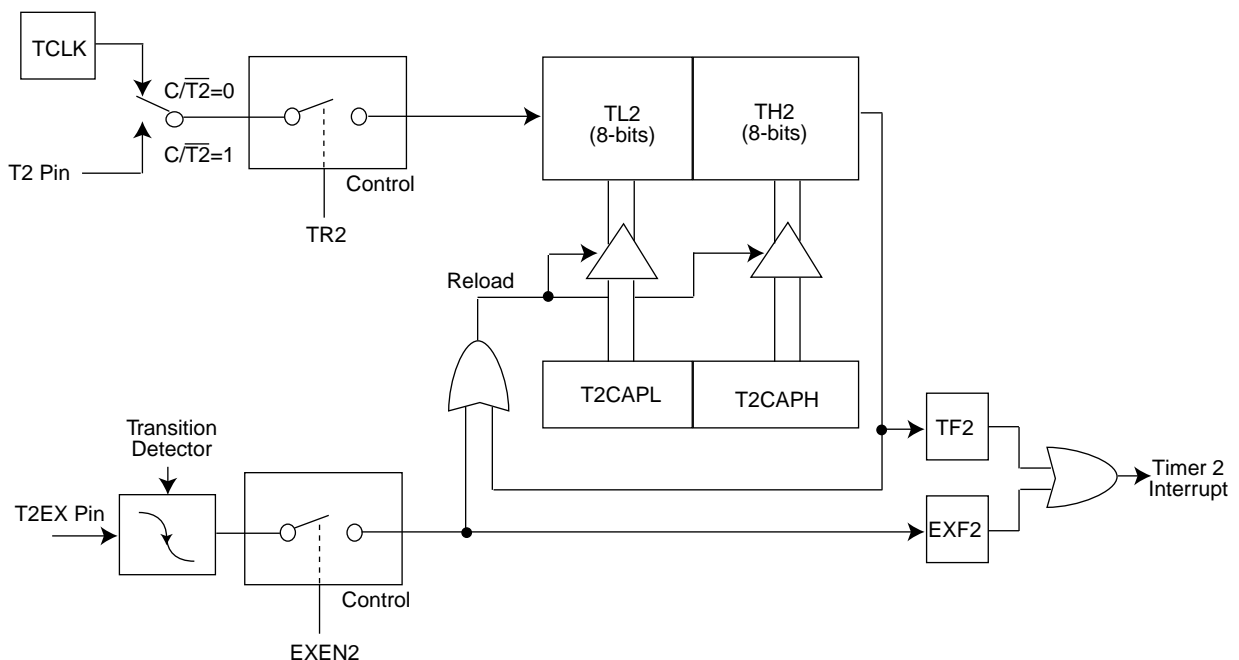 TCLK
C/T2=0
C/T2=1
T2 Pin
Control
TR2
TL2
(8-bits)
TH2
(8-bits)
Reload
T2CAPL
T2CAPH
Transition
Detector
T2EX Pin
Control
EXEN2
TF2
EXF2
Timer 2
Interrupt